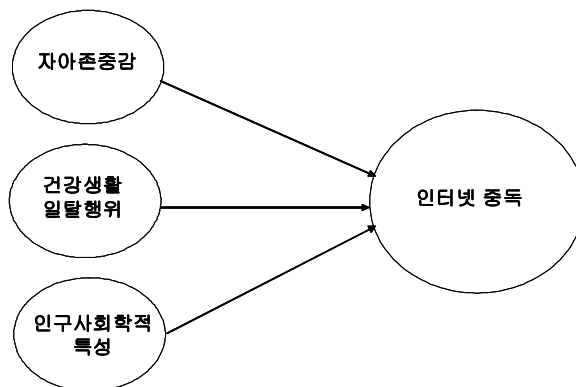 자아존중감
건강생활
일탈행위
인구사회학적
특성
인터넷 중독